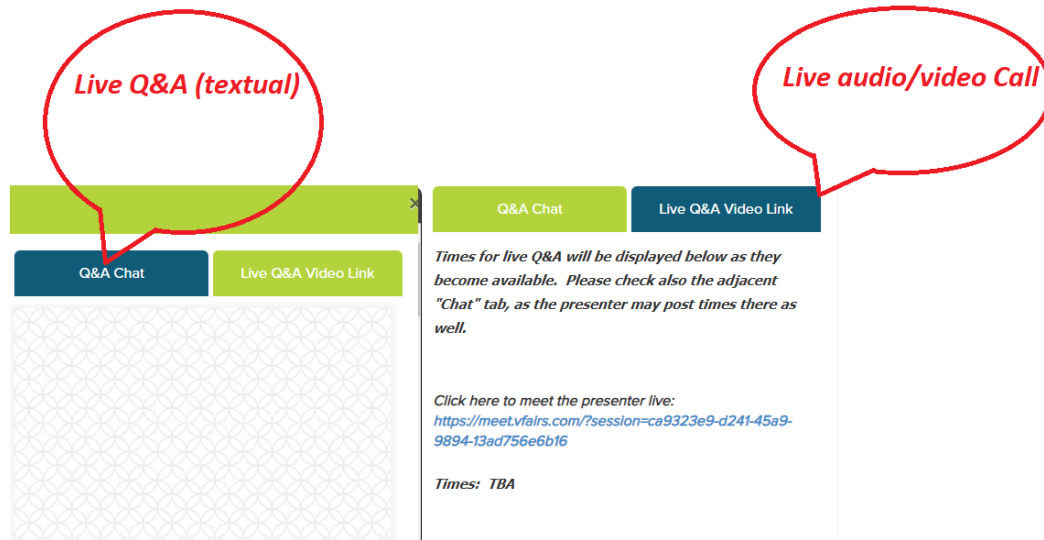 Live Q&A (textual)
Live audio/video Call
×
Q&A Chat
Live Q&A Video Link
Q&A Chat
Live Q&A Video Link
Times for live Q&A will be displayed below as they
become available. Please check also the adjacent
"Chat" tab, as the presenter may post times there as
well.
Click here to meet the presenter live:
https://meet.vfairs.com/?session=ca9323e9-d241-45a9-
9894-13ad756e6b16
Times: TBA